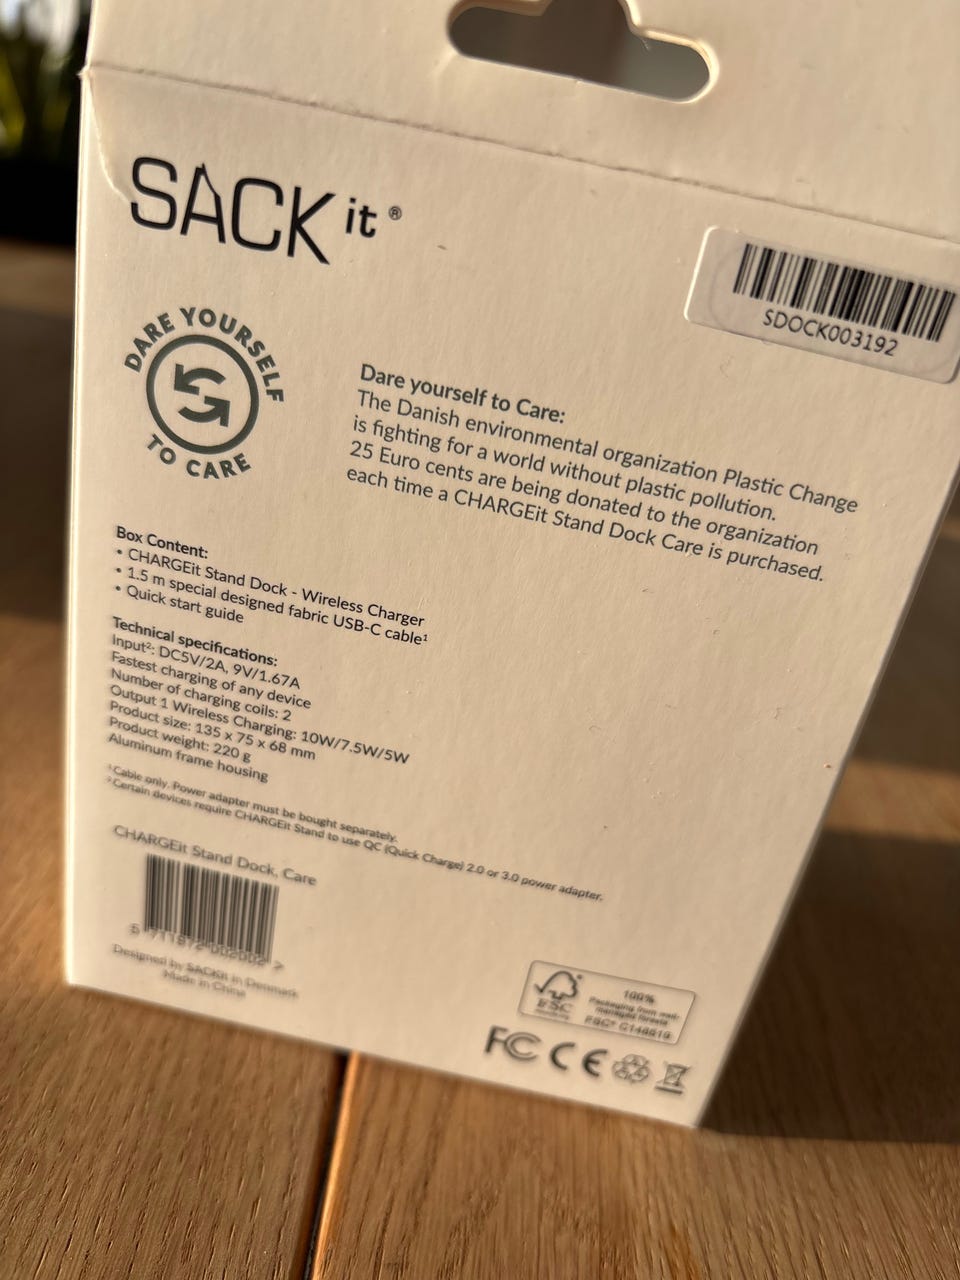 SACK it ®
SDOCK003192
DARE YOURSELF
TO CARE
Dare yourself to Care:
The Danish environmental organization Plastic Change
is fighting for a world without plastic pollution.
25 Euro cents are being donated to the organization
each time a CHARGEit Stand Dock Care is purchased.
Box Content:
• CHARGEit Stand Dock - Wireless Charger
• 1.5 m special designed fabric USB-C cable¹
• Quick start guide
Technical specifications:
Input²: DC5V/2A, 9V/1.67A
Fastest charging of any device
Number of charging coils: 2
Output 1 Wireless Charging: 10W/7.5W/5W
Product size: 135 x 75 x 68 mm
Product weight: 220 g
Aluminum frame housing
¹Cable only. Power adapter must be bought separately.
²Certain devices require CHARGEit Stand to use QC (Quick Charge) 2.0 or 3.0 power adapter.
CHARGEit Stand Dock, Care
Designed by SACKit in Denmark
Made in China
FSC
100%
Packaging from well-
managed forests
FC CE